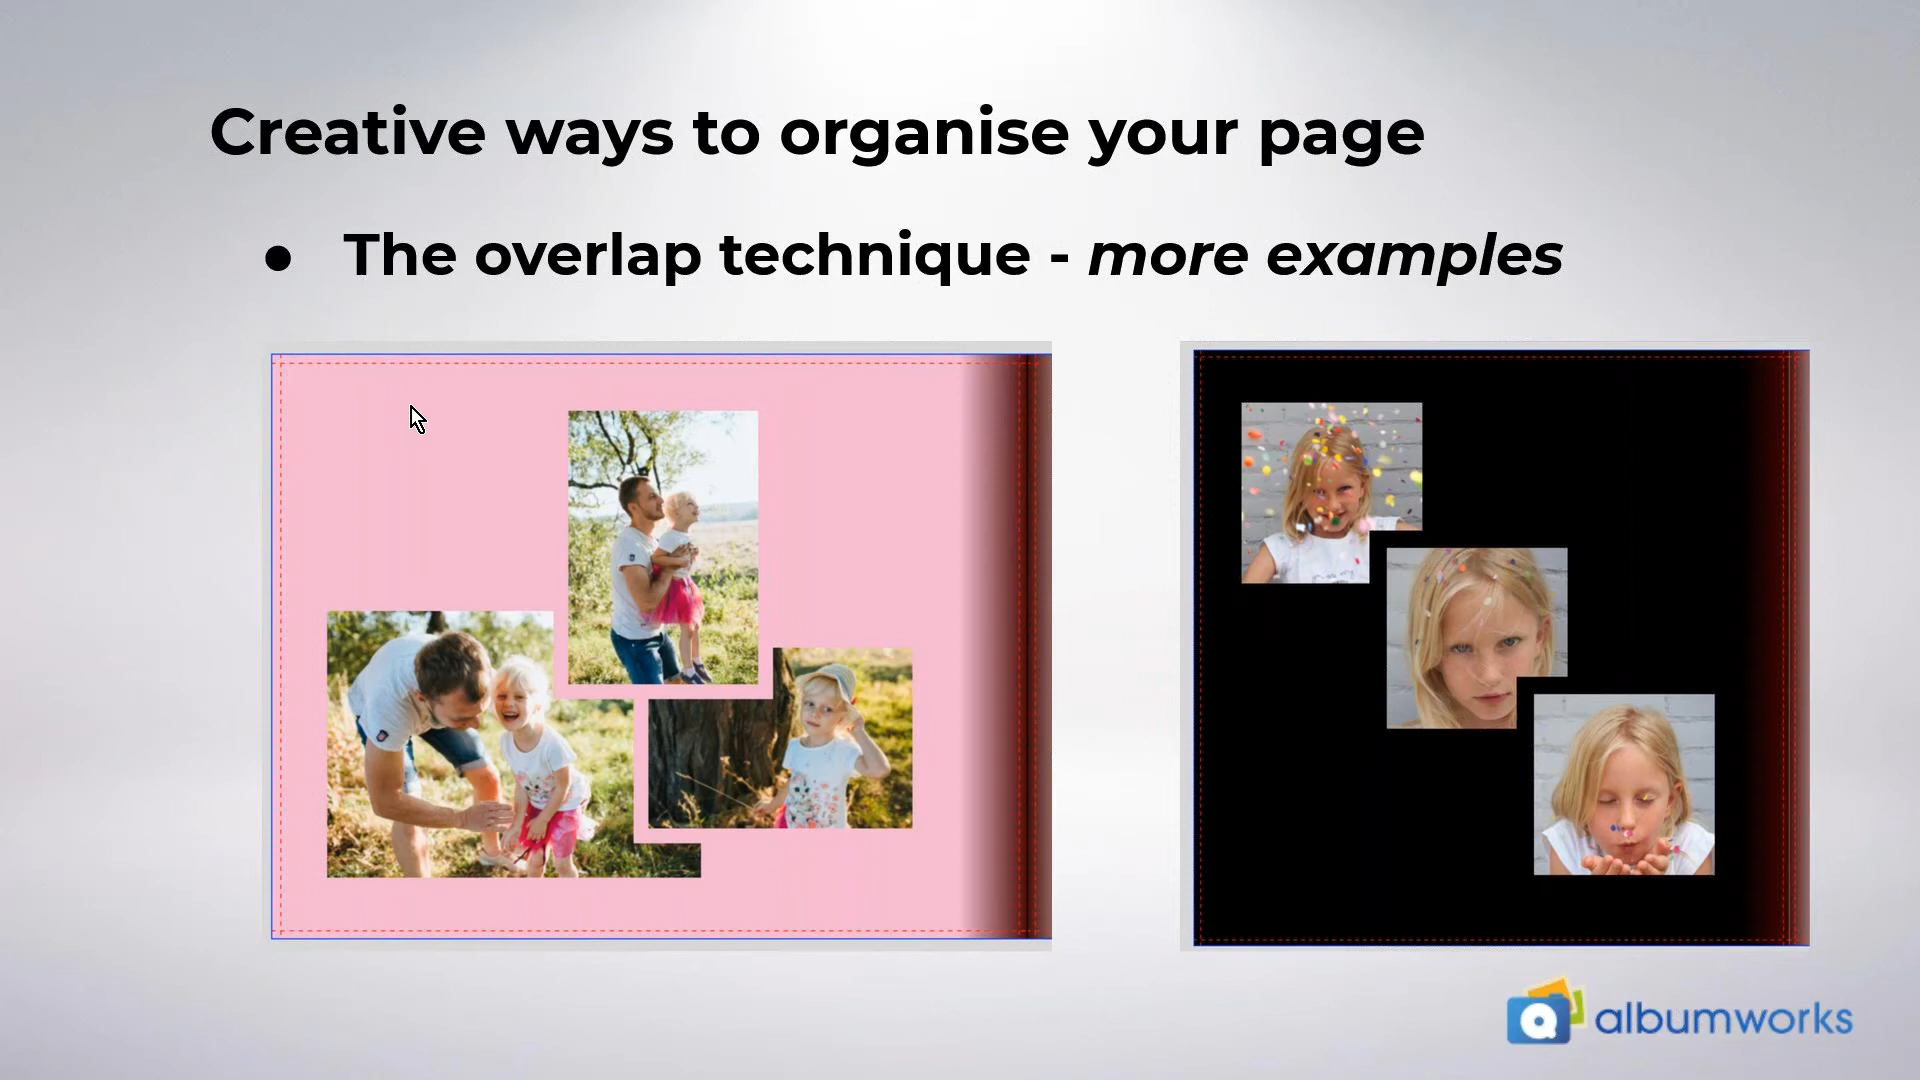 Creative ways to organise your page
● The overlap technique - more examples
albumworks